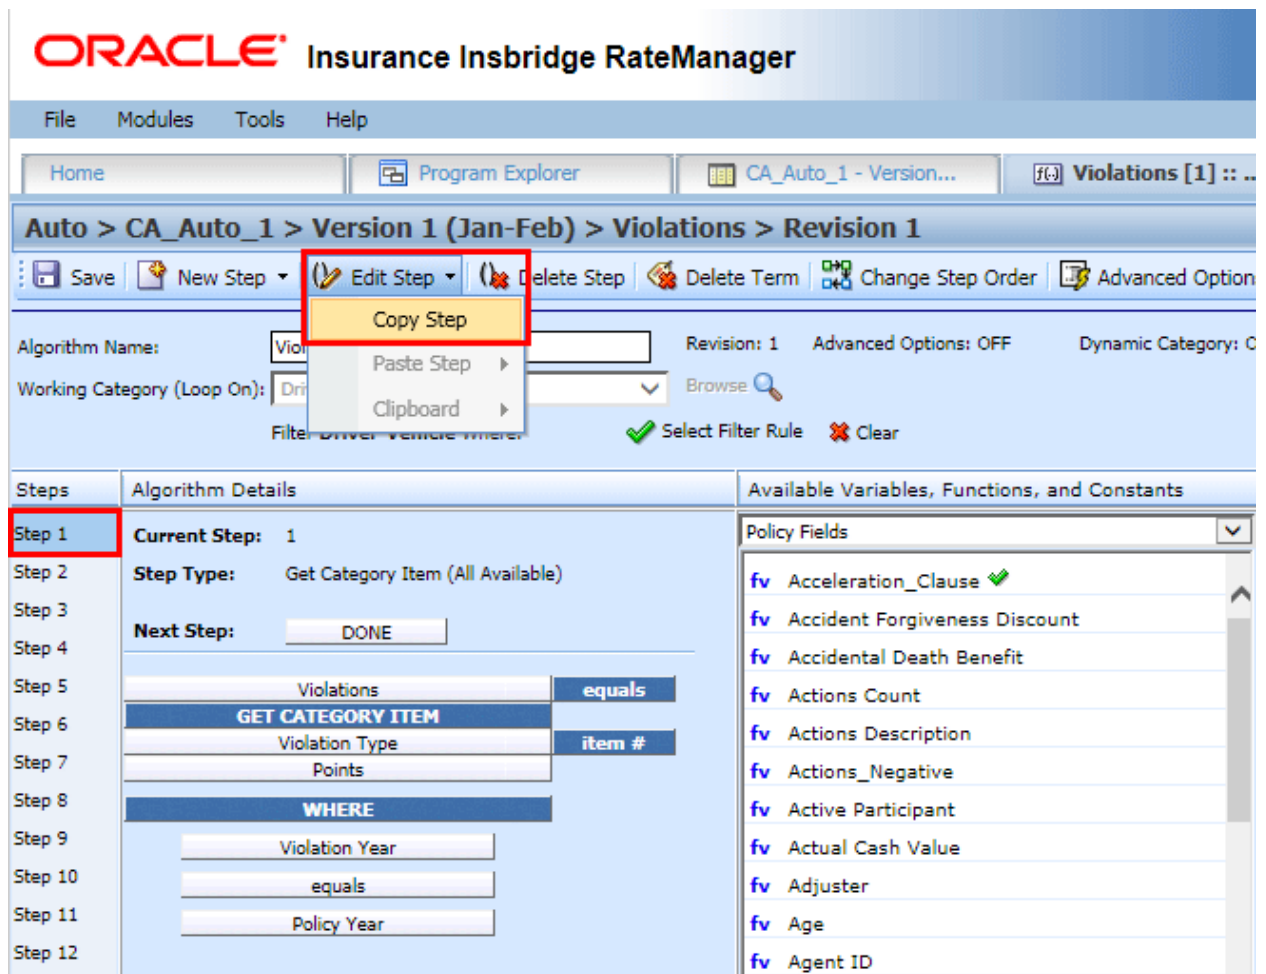 ORACLE Insurance Insbridge RateManager
File Modules Tools Help
Home Program Explorer CA_Auto_1 - Version... f(x) Violations [1] :: ..
Auto > CA_Auto_1 > Version 1 (Jan-Feb) > Violations > Revision 1
Save New Step Edit Step Delete Step Delete Term Change Step Order Advanced Option
Copy Step
Paste Step
Clipboard
Algorithm Name: Viol Revision: 1 Advanced Options: OFF Dynamic Category:
Working Category (Loop On): Browse
Filter Driver Vehicle where: Select Filter Rule Clear
Steps Algorithm Details Available Variables, Functions, and Constants
Step 1 Current Step: 1 Policy Fields
Step 2 Step Type: Get Category Item (All Available) fv Acceleration_Clause
Step 3 fv Accident Forgiveness Discount
Next Step: DONE
Step 4 fv Accidental Death Benefit
Step 5 Violations equals fv Actions Count
Step 6 GET CATEGORY ITEM fv Actions Description
Violation Type item #
Step 7 Points fv Actions_Negative
Step 8 WHERE fv Active Participant
Step 9 Violation Year fv Actual Cash Value
Step 10 equals fv Adjuster
Step 11 Policy Year fv Age
Step 12 fv Agent ID